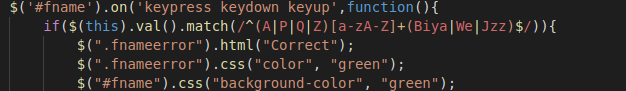 $('#fname').on('keypress keydown keyup',function(){
if($(this).val().match(/^(A|P|Q|Z)[a-zA-Z]+(Biya|We|Jzz)$/)){
$(".fnameerror").html("Correct");
$(".fnameerror").css("color", "green");
$("#fname").css("background-color", "green");